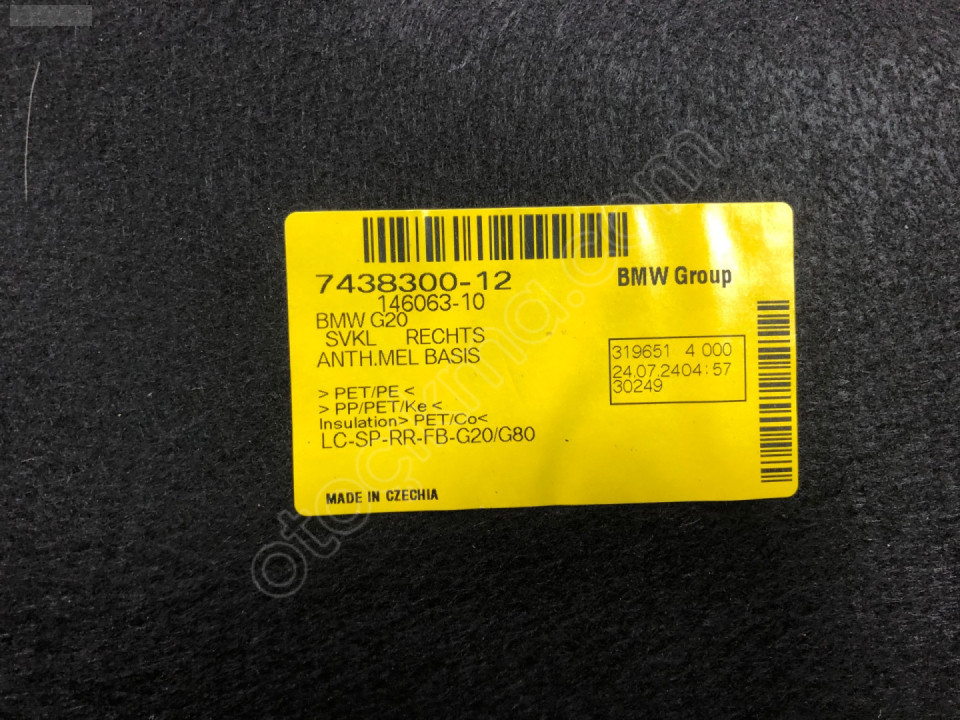 7438300-12
BMW Group
146063-10
BMW G20
SVKL RECHTS
ANTH.MEL BASIS
319651 4 000
24.07.2404:57
30249
> PET/PE <
> PP/PET/Ke <
Insulation> PET/Co<
LC-SP-RR-FB-G20/G80
MADE IN CZECHIA
otocikma.com